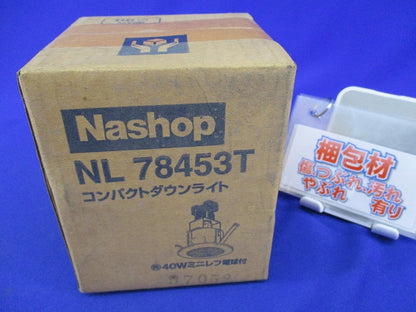 Nashop
NL 78453T
コンパクトダウンライト
40Wミニレフ電球付
梱包材
傷つぶれ汚れ
やぶれ 有り